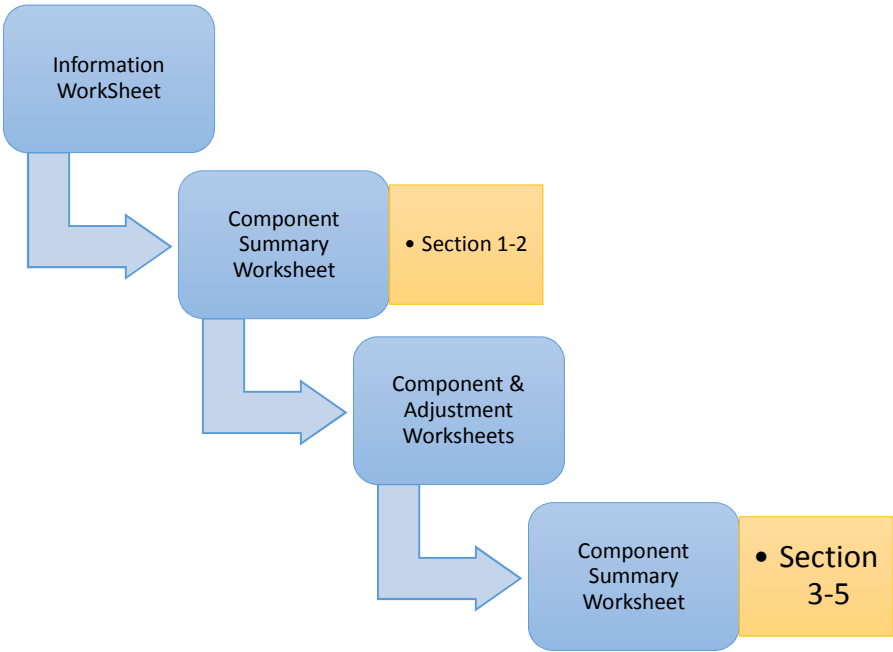 Information
WorkSheet
Component
Summary
Worksheet
• Section 1-2
Component &
Adjustment
Worksheets
Component
Summary
Worksheet
• Section
3-5